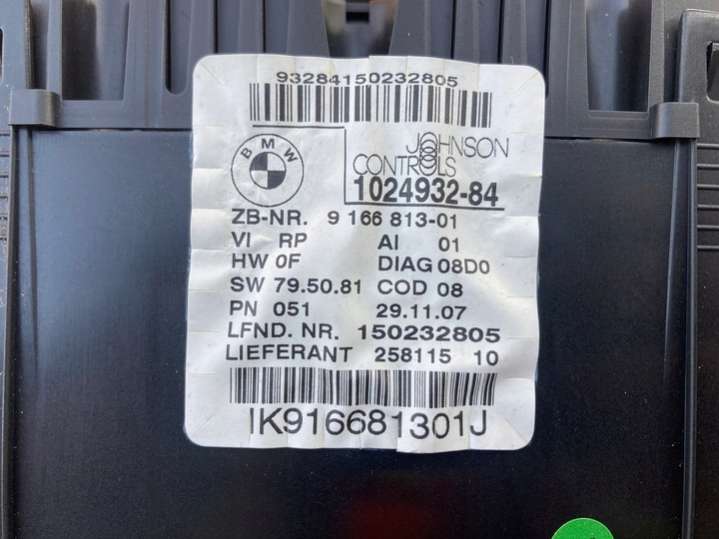 93284150232805
BMW
JOHNSON
CONTROLS
1024932-84
ZB-NR. 9 166 813-01
VI RP AI 01
HW 0F DIAG 08D0
SW 79.50.81 COD 08
PN 051 29.11.07
LFND. NR. 150232805
LIEFERANT 258115 10
IK916681301J